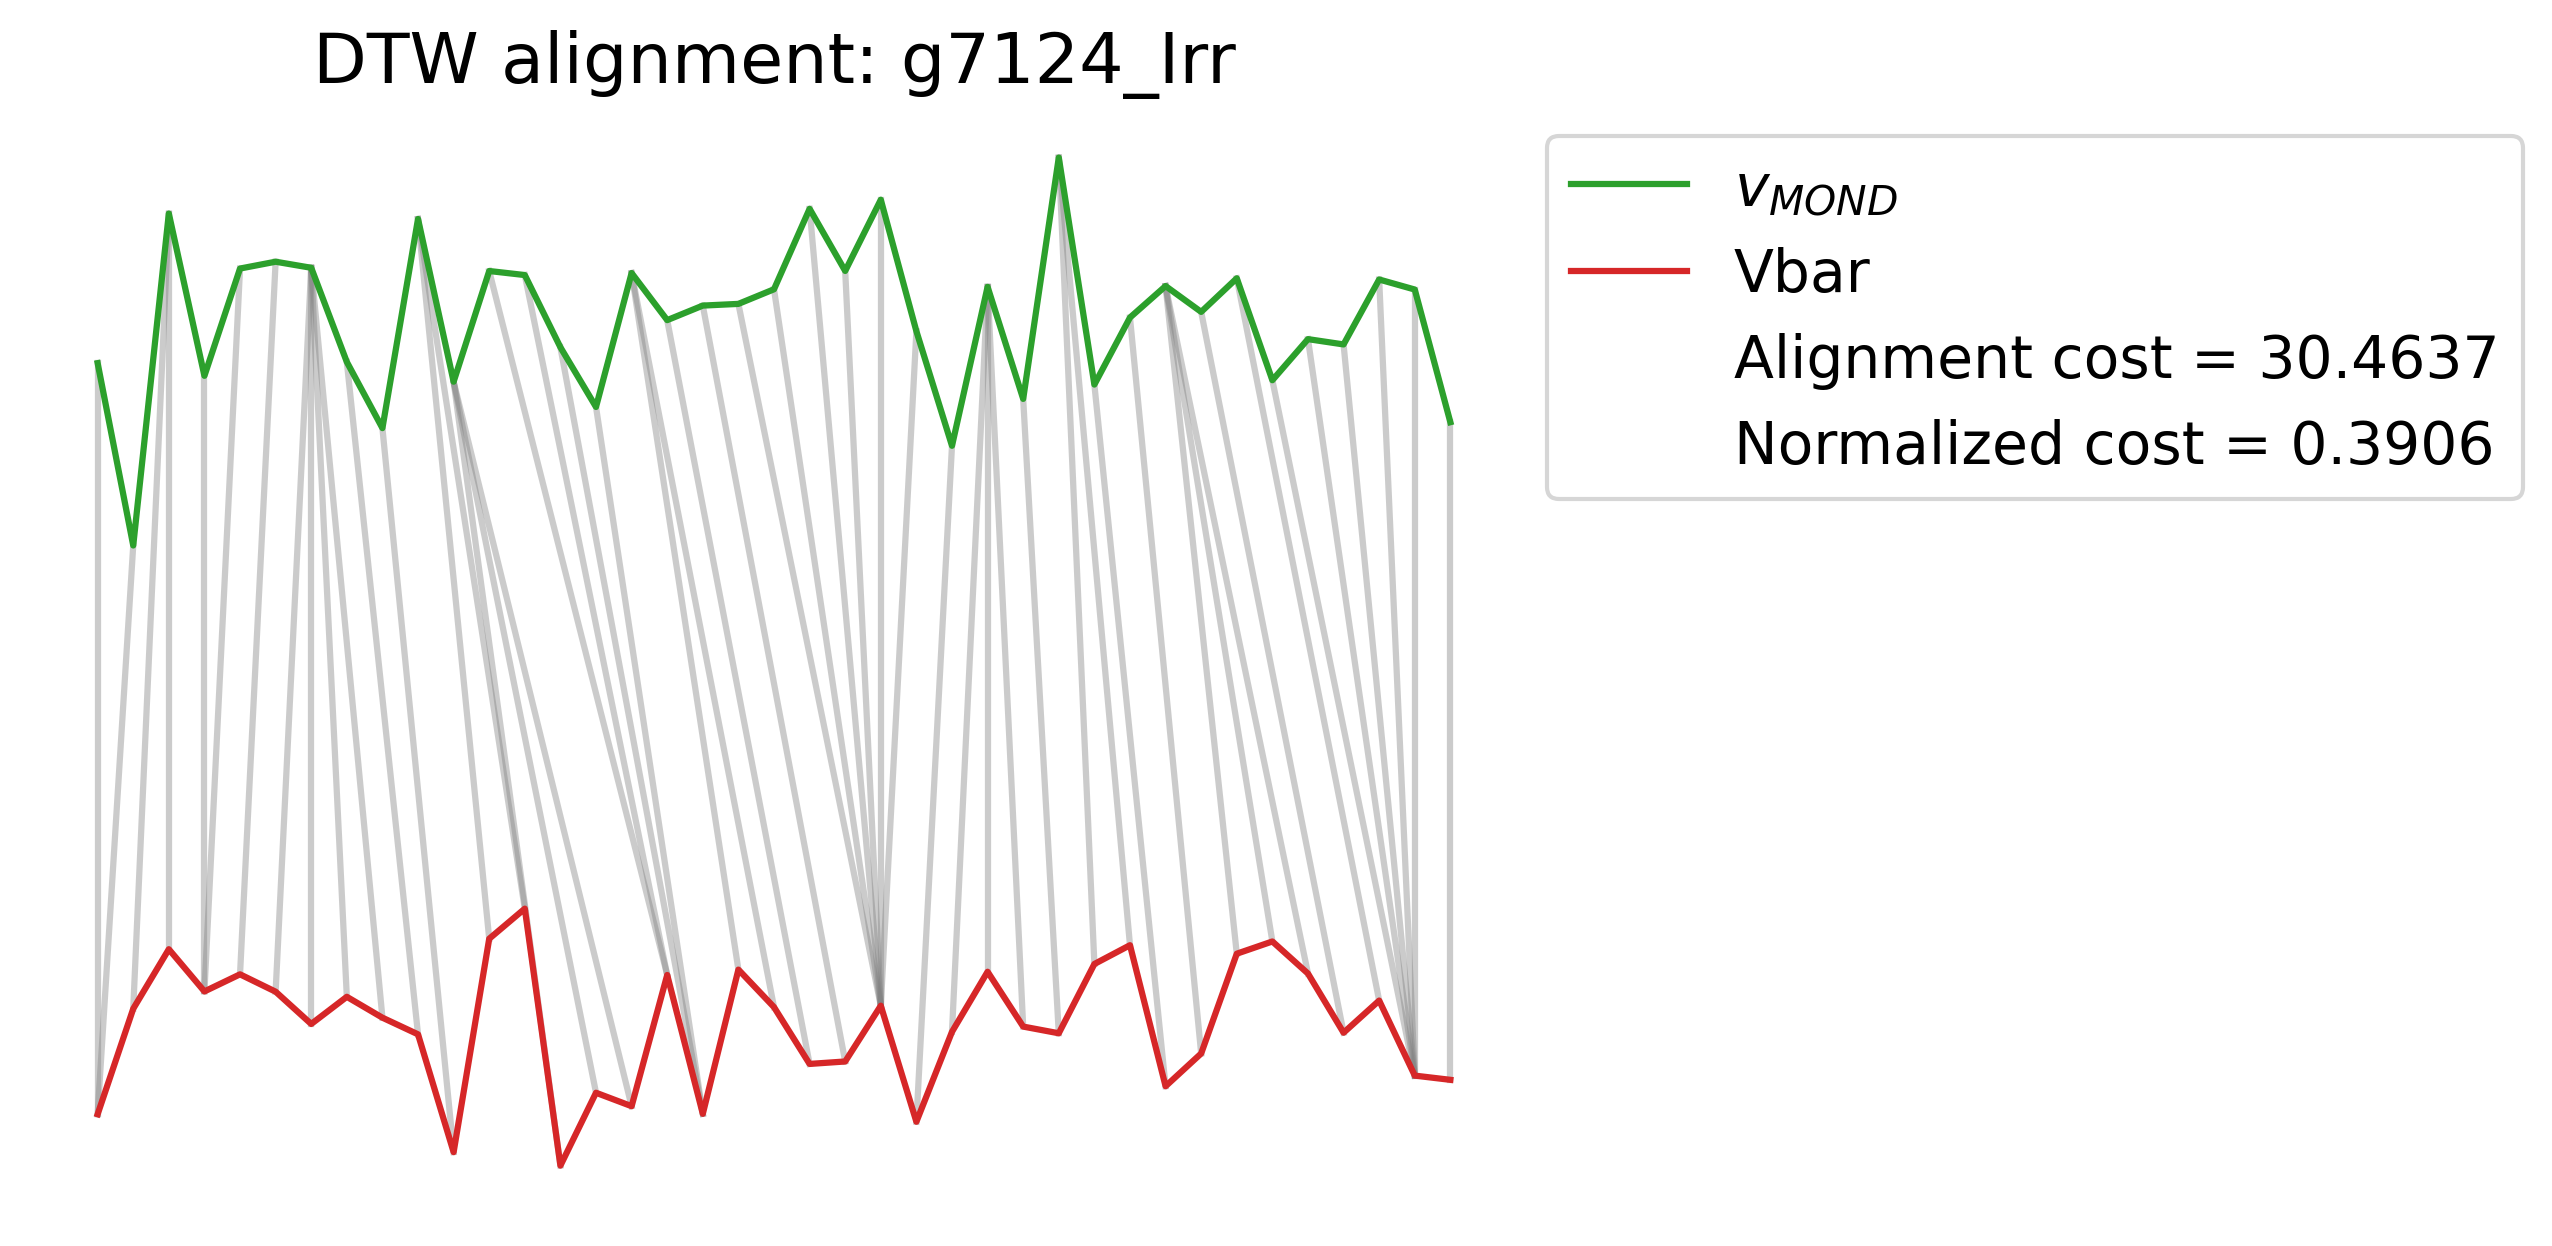 DTW alignment: g7124_Irr
v_MOND
Vbar
Alignment cost = 30.4637
Normalized cost = 0.3906